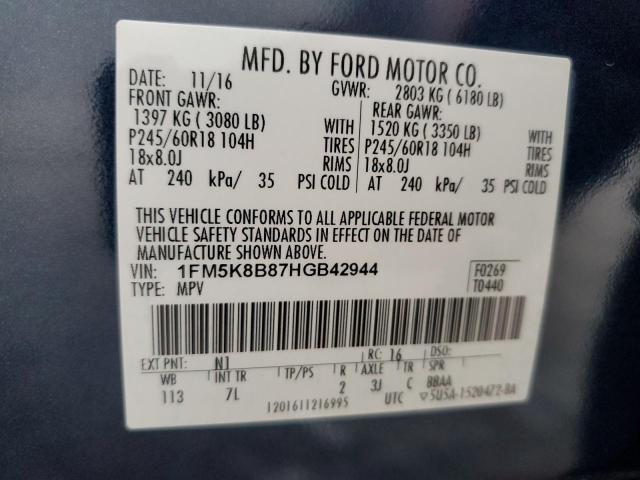 MFD. BY FORD MOTOR CO.
DATE: 11/16 GVWR: 2803 KG ( 6180 LB)
FRONT GAWR: REAR GAWR:
1397 KG ( 3080 LB) WITH 1520 KG ( 3350 LB) WITH
P245/60R18 104H TIRES P245/60R18 104H TIRES
18x8.0J RIMS 18x8.0J RIMS
AT 240 kPa/ 35 PSI COLD AT 240 kPa/ 35 PSI COLD
THIS VEHICLE CONFORMS TO ALL APPLICABLE FEDERAL MOTOR
VEHICLE SAFETY STANDARDS IN EFFECT ON THE DATE OF
MANUFACTURE SHOWN ABOVE.
VIN: 1FM5K8B87HGB42944 F0269
TYPE: MPV T0440
EXT PNT: N1 RC: 16 DSO:
WB INT TR TP/PS R AXLE TR SPR
113 7L 2 3J C BBAA
1201611216995 UTC ▽5U5A-1520472-BA